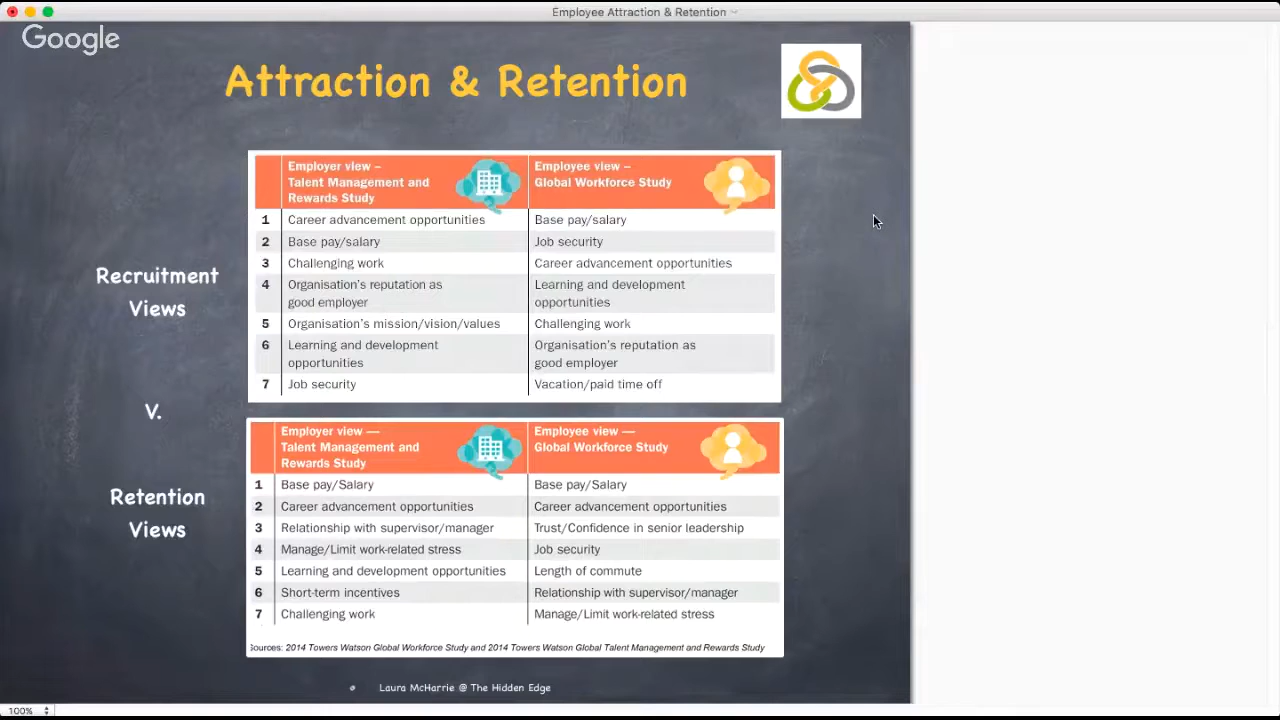 Employee Attraction & Retention
Google
Attraction & Retention
Recruitment
Views
V.
Retention
Views
Employer view –
Talent Management and
Rewards Study
Employee view –
Global Workforce Study
1 Career advancement opportunities Base pay/salary
2 Base pay/salary Job security
3 Challenging work Career advancement opportunities
4 Organisation's reputation as
good employer
Learning and development
opportunities
5 Organisation's mission/vision/values Challenging work
6 Learning and development
opportunities
Organisation's reputation as
good employer
7 Job security Vacation/paid time off
Employer view —
Talent Management and
Rewards Study
Employee view —
Global Workforce Study
1 Base pay/Salary Base pay/Salary
2 Career advancement opportunities Career advancement opportunities
3 Relationship with supervisor/manager Trust/Confidence in senior leadership
4 Manage/Limit work-related stress Job security
5 Learning and development opportunities Length of commute
6 Short-term incentives Relationship with supervisor/manager
7 Challenging work Manage/Limit work-related stress
Sources: 2014 Towers Watson Global Workforce Study and 2014 Towers Watson Global Talent Management and Rewards Study
Laura McHarrie @ The Hidden Edge
100%